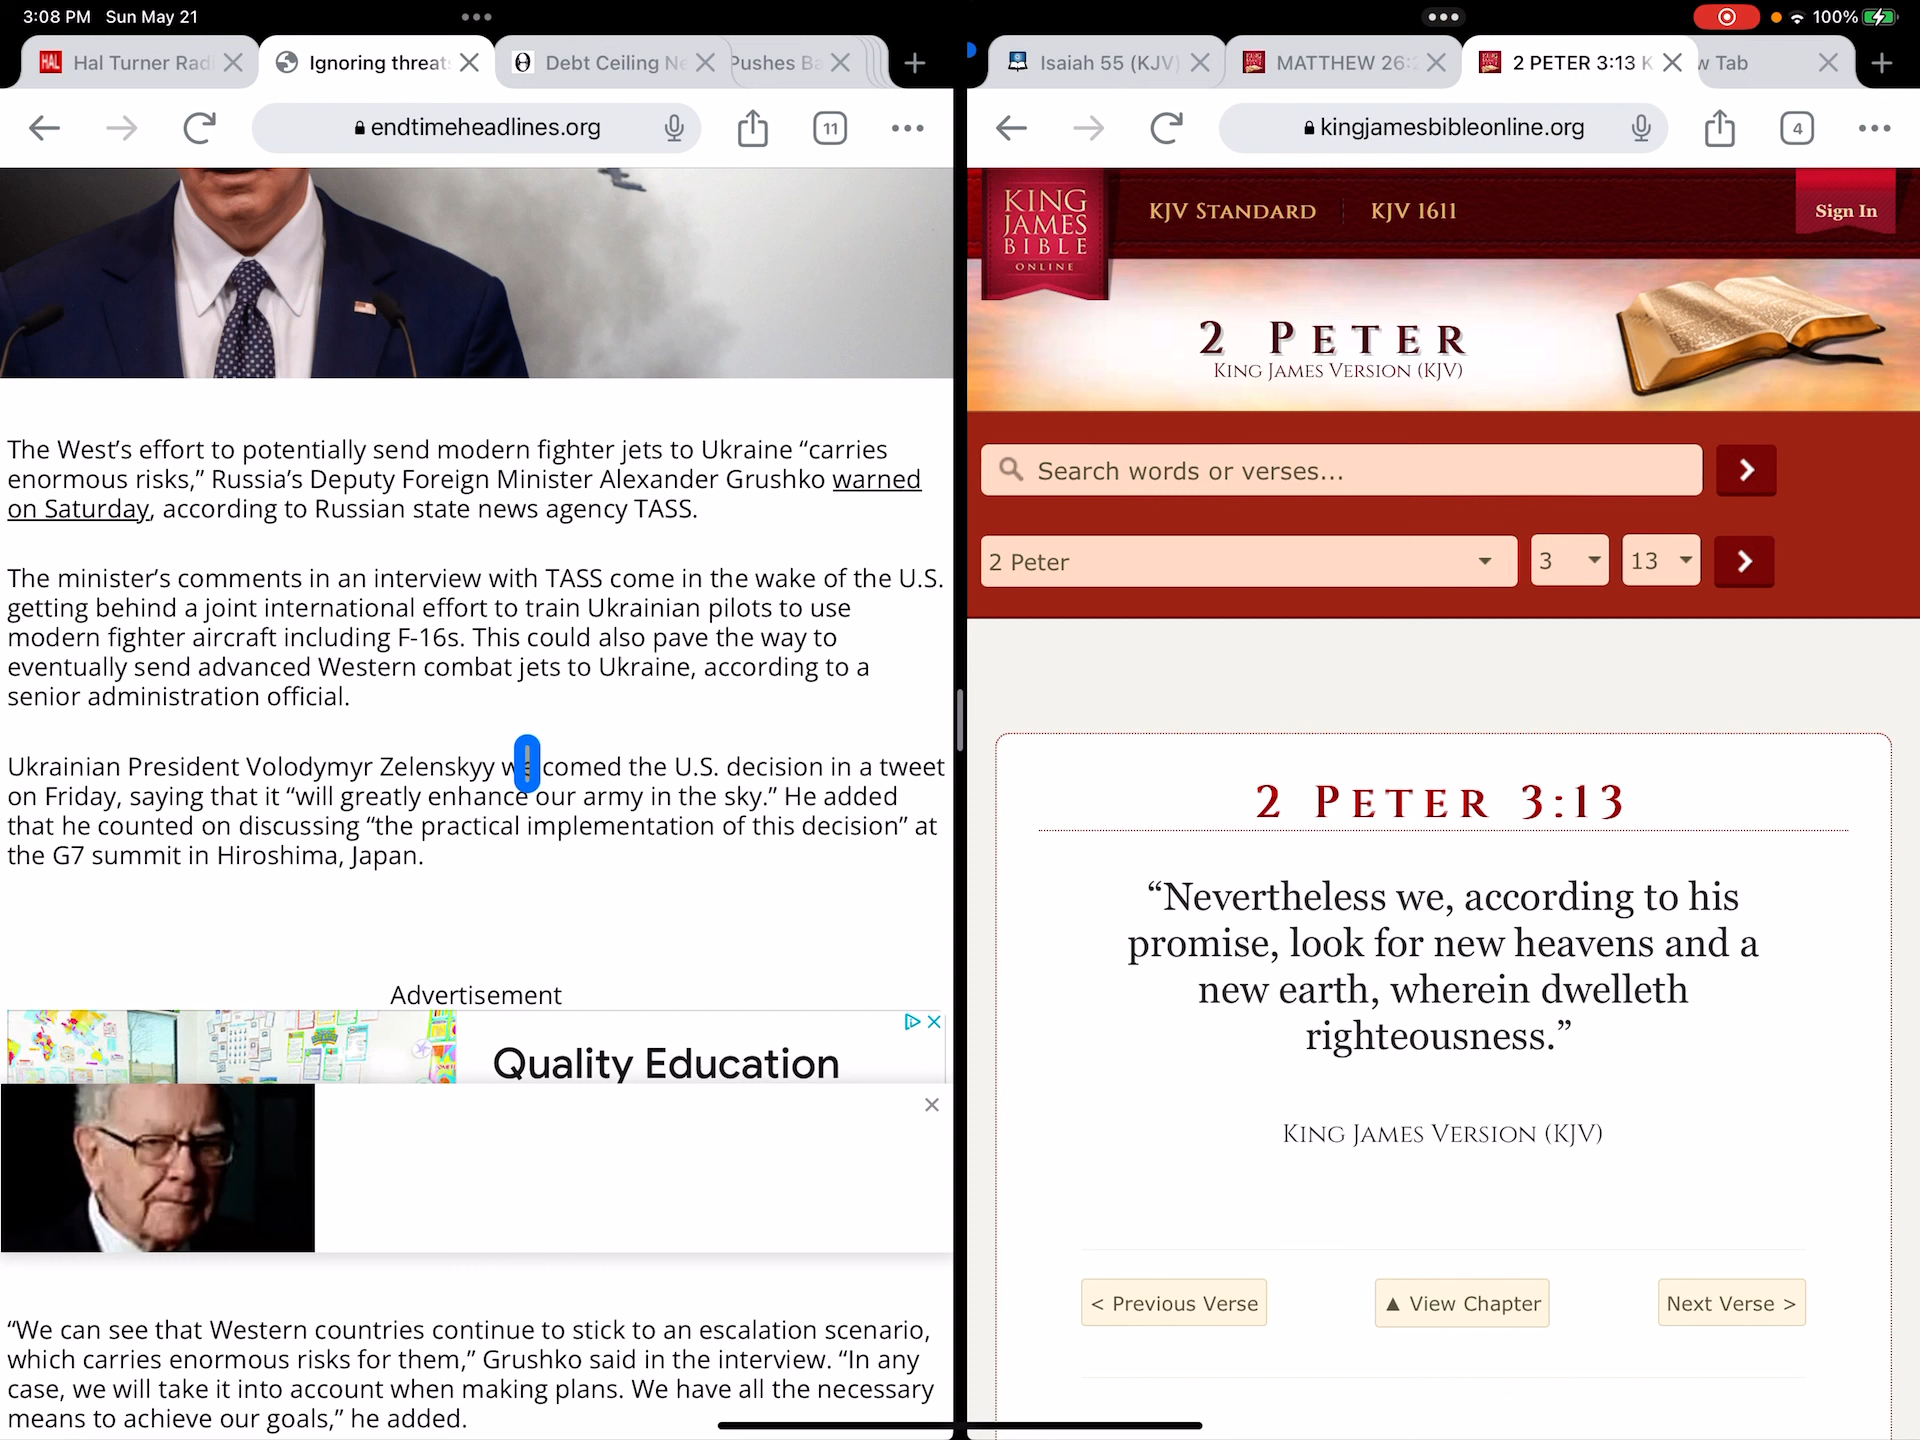 3:08 PM Sun May 21
100%
Hal Turner Radi
Ignoring threat
Debt Ceiling Ne
Pushes Ba
endtimeheadlines.org
11
The West’s effort to potentially send modern fighter jets to Ukraine “carries
enormous risks,” Russia’s Deputy Foreign Minister Alexander Grushko warned
on Saturday, according to Russian state news agency TASS.
The minister’s comments in an interview with TASS come in the wake of the U.S.
getting behind a joint international effort to train Ukrainian pilots to use
modern fighter aircraft including F-16s. This could also pave the way to
eventually send advanced Western combat jets to Ukraine, according to a
senior administration official.
Ukrainian President Volodymyr Zelenskyy welcomed the U.S. decision in a tweet
on Friday, saying that it “will greatly enhance our army in the sky.” He added
that he counted on discussing “the practical implementation of this decision” at
the G7 summit in Hiroshima, Japan.
Advertisement
Quality Education
“We can see that Western countries continue to stick to an escalation scenario,
which carries enormous risks for them,” Grushko said in the interview. “In any
case, we will take it into account when making plans. We have all the necessary
means to achieve our goals,” he added.
Isaiah 55 (KJV)
MATTHEW 26:
2 PETER 3:13 K
w Tab
kingjamesbibleonline.org
4
KING
JAMES
BIBLE
ONLINE
KJV STANDARD
KJV 1611
Sign In
2 PETER
KING JAMES VERSION (KJV)
Search words or verses...
2 Peter
3
13
2 PETER 3:13
“Nevertheless we, according to his
promise, look for new heavens and a
new earth, wherein dwelleth
righteousness.”
KING JAMES VERSION (KJV)
< Previous Verse
▲ View Chapter
Next Verse >